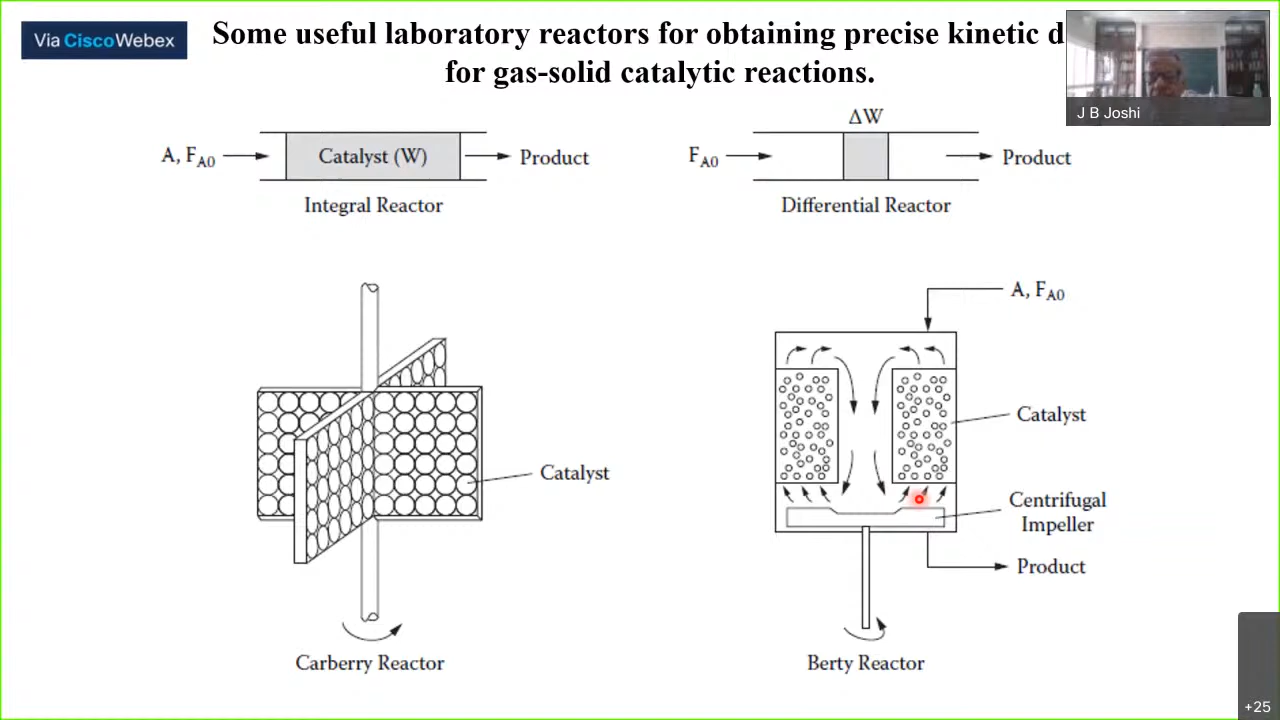 Via Cisco Webex
Some useful laboratory reactors for obtaining precise kinetic d
for gas-solid catalytic reactions.
J B Joshi
A, F_A0
Catalyst (W)
Product
Integral Reactor
ΔW
F_A0
Product
Differential Reactor
Catalyst
Carberry Reactor
A, F_A0
Catalyst
Centrifugal
Impeller
Product
Berty Reactor
+25